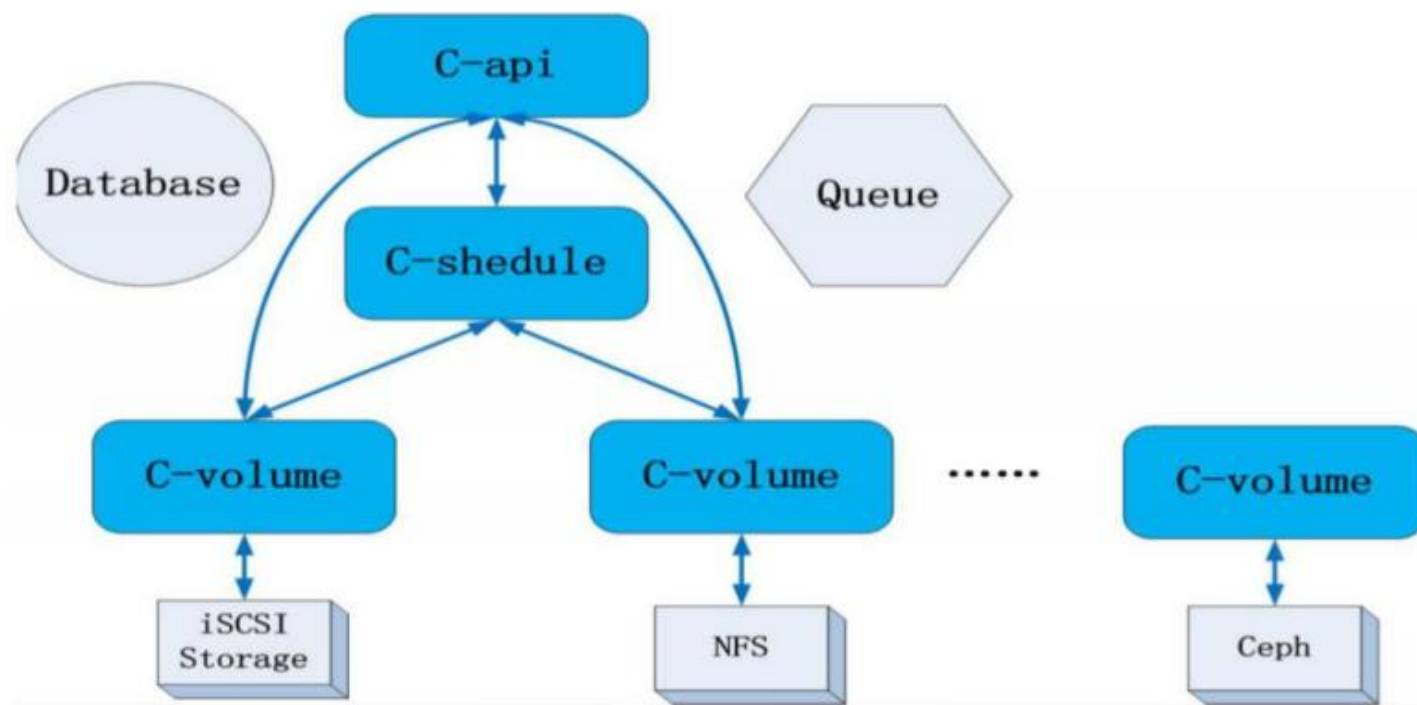 C-api
Database
Queue
C-shedule
C-volume
C-volume
......
C-volume
iSCSI
Storage
NFS
Ceph